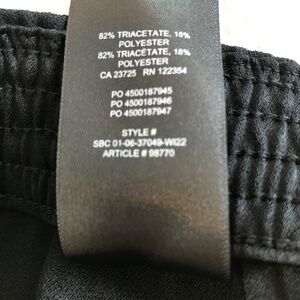 82% TRIACETATE, 18%
POLYESTER
82% TRIACETATE, 18%
POLYESTER
CA 23725 RN 122354
PO 4500187945
PO 4500187946
PO 4500187947
STYLE #
SBC 01-06-37049-WI22
ARTICLE # 98770